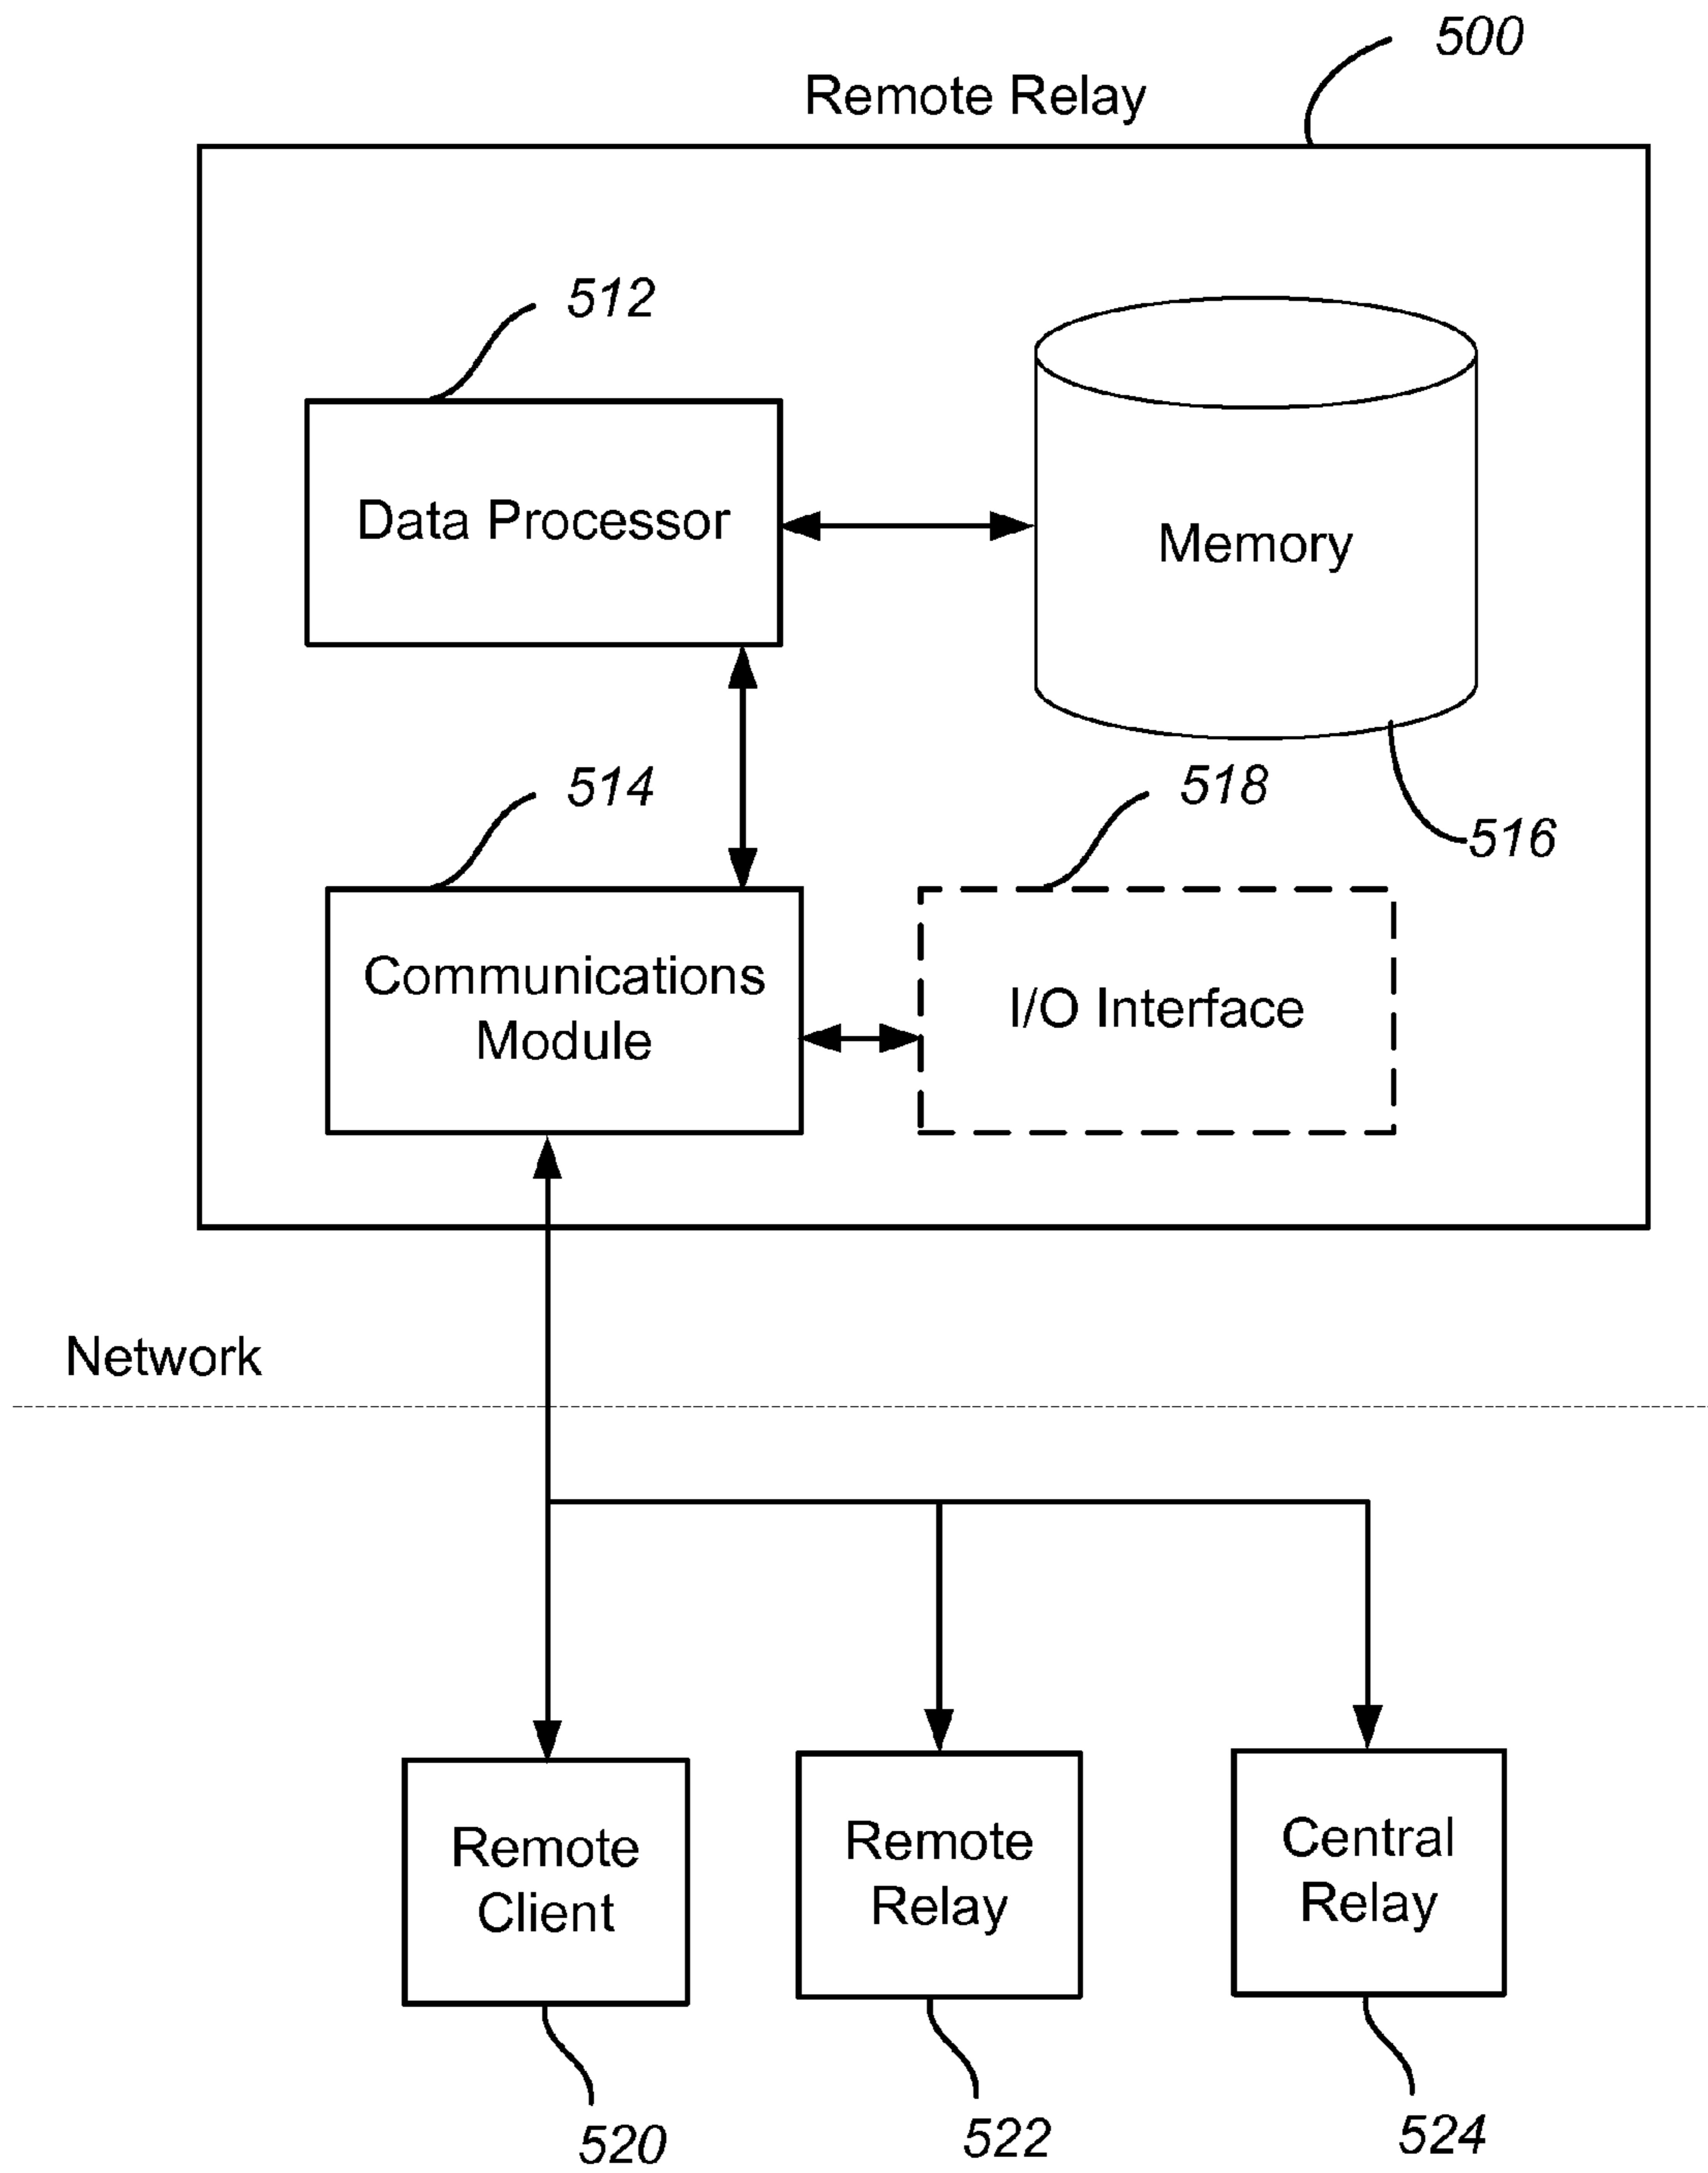 500
Remote Relay
512
Data Processor
Memory
514
518
516
Communications
Module
I/O Interface
Network
Remote
Client
Remote
Relay
Central
Relay
520
522
524